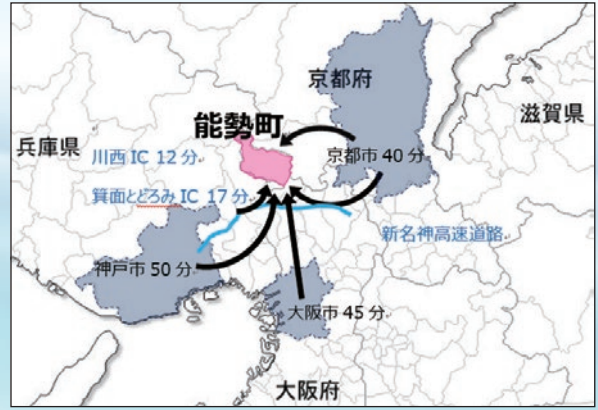 京都府
能勢町
滋賀県
兵庫県
川西 IC 12 分
京都市 40 分
箕面とどろみ IC 17 分
新名神高速道路
神戸市 50 分
大阪市 45 分
大阪府